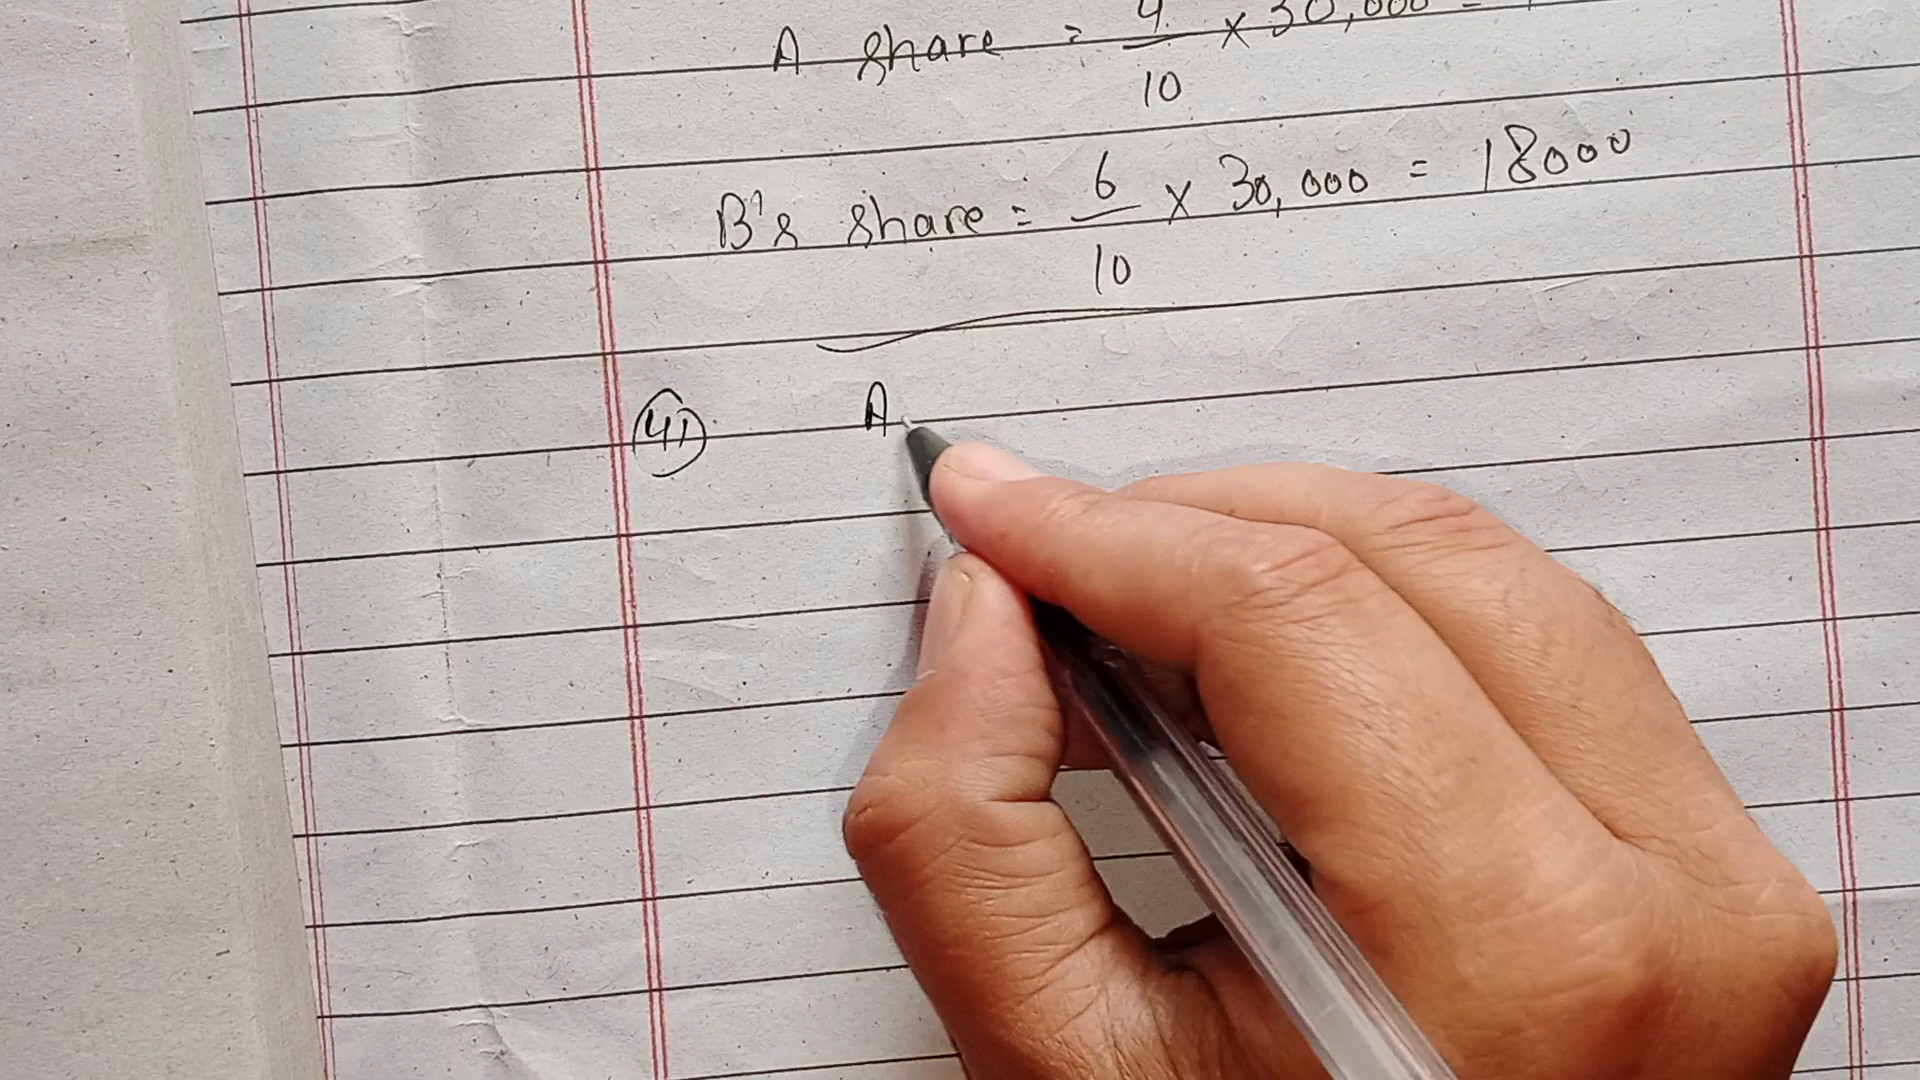 A share = 4/10 × 30,000 =
B's share = 6/10 × 30,000 = 18000
41 A